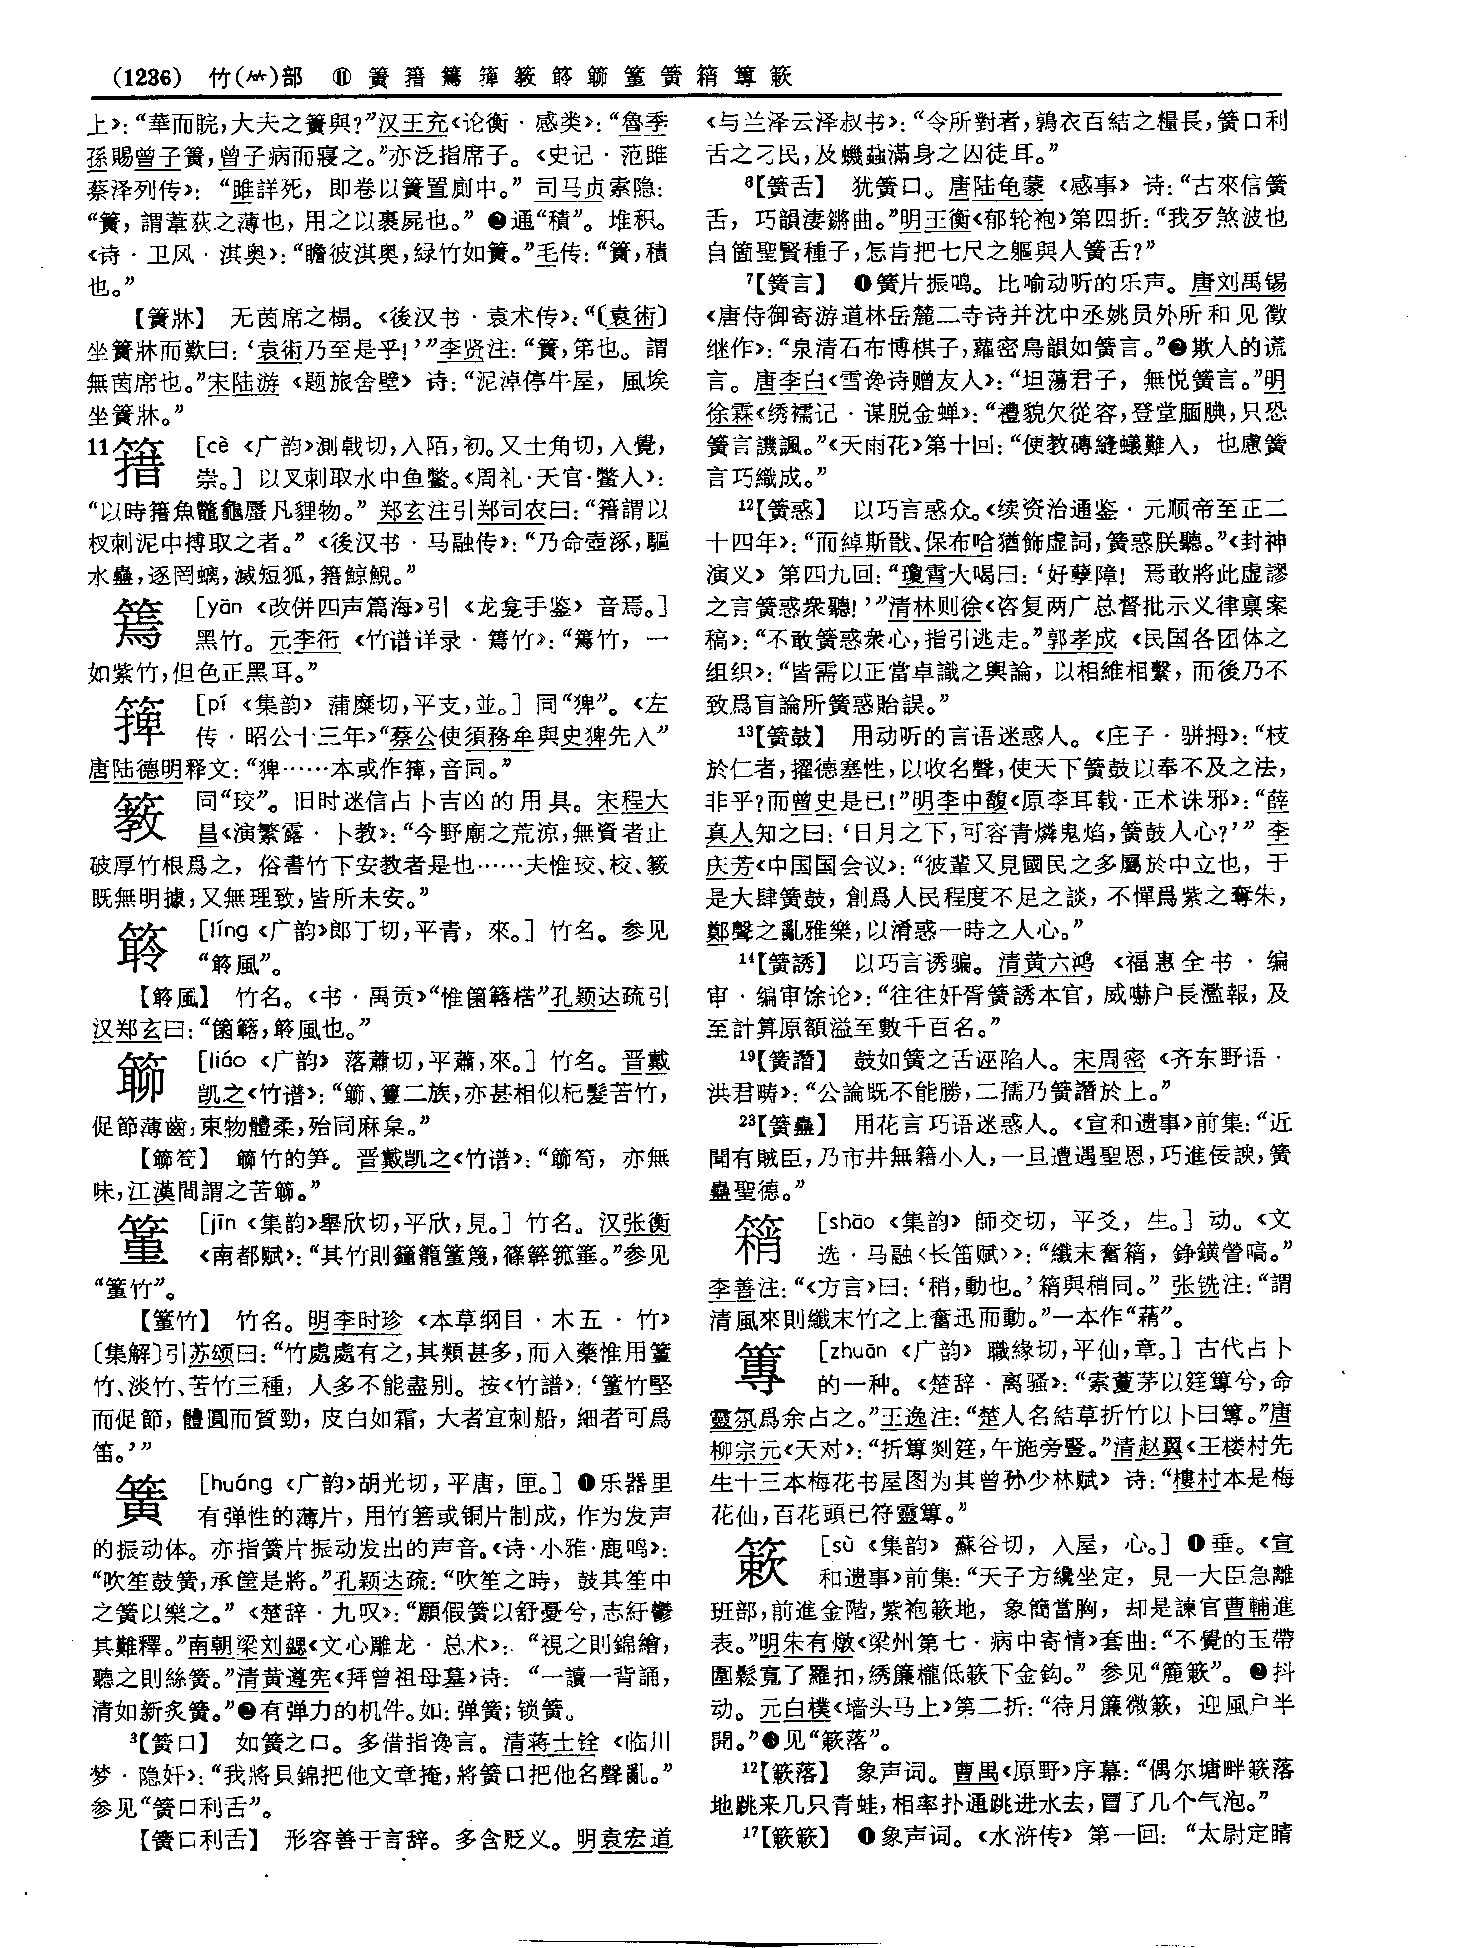 (1236) 竹(⺮)部 ⑪ 簀 簎 䉃 箄 筊 䉁 簝 䈽 簧 䈾 篿 簌
上》：“華而睆，大夫之簀與？”汉王充《论衡·感类》：“魯季
孫賜曾子簀，曾子病而寢之。”亦泛指席子。《史记·范雎
蔡泽列传》：“雎詳死，即卷以簀置廁中。”司马贞索隐：
“簀，謂葦荻之薄也，用之以裹屍也。”❷通“積”。堆积。
《诗·卫风·淇奥》：“瞻彼淇奥，緑竹如簀。”毛传：“簀，積
也。”
【簀牀】 无茵席之榻。《後汉书·袁术传》：“〔袁術〕
坐簀牀而歎曰：‘袁術乃至是乎！’”李贤注：“簀，笫也。謂
無茵席也。”宋陆游《题旅舍壁》诗：“泥淖停牛屋，風埃
坐簀牀。”
11簎 [cè《广韵》測戟切，入陌，初。又士角切，入覺，
崇。] 以叉刺取水中鱼鳖。《周礼·天官·鳖人》：
“以時簎魚鼈龜蜃凡貍物。”郑玄注引郑司农曰：“簎謂以
杈刺泥中搏取之者。”《後汉书·马融传》：“乃命壺涿，驅
水蠱，逐罔螭，滅短狐，簎鯨鯢。”
[yān《改併四声篇海》引《龙龛手鉴》音焉。]
黑竹。元李衎《竹谱详录·篶竹》：“篶竹，一
如紫竹，但色正黑耳。”
[pí《集韵》蒲糜切，平支，並。] 同“猈”。《左
传·昭公十三年》“蔡公使須務牟與史猈先入”
唐陆德明释文：“猈……本或作簰，音同。”
同“珓”。旧时迷信占卜吉凶的用具。宋程大
昌《演繁露·卜教》：“今野廟之荒涼，無資者止
破厚竹根爲之，俗書竹下安教者是也……夫惟珓、校、筊
既無明據，又無理致，皆所未安。”
[líng《广韵》郎丁切，平青，來。] 竹名。参见
“䉁風”。
【䉁風】 竹名。《书·禹贡》“惟箘簵楛”孔颖达疏引
汉郑玄曰：“箘簵，䉁風也。”
[liáo《广韵》落蕭切，平蕭，來。] 竹名。晋戴
凯之《竹谱》：“䉼、䉶二族，亦甚相似杞髮苦竹，
促節薄齒；束物體柔，殆同麻枲。”
【䉼笋】 䉼竹的笋。晋戴凯之《竹谱》：“䉼筍，亦無
味，江漢間謂之苦䉼。”
[jīn《集韵》舉欣切，平欣，見。] 竹名。汉张衡
《南都赋》：“其竹則籦籠䈽篾，篠簳箛箠。”参见
“䈽竹”。
【䈽竹】 竹名。明李时珍《本草纲目·木五·竹》
〔集解〕引苏颂曰：“竹處處有之，其類甚多，而入藥惟用䈽
竹、淡竹、苦竹三種，人多不能盡别。按《竹譜》：‘䈽竹堅
而促節，體圓而質勁，皮白如霜，大者宜刺船，細者可爲
笛。’”
簧 [huáng《广韵》胡光切，平唐，匣。] ❶乐器里
有弹性的薄片，用竹箬或铜片制成，作为发声
的振动体。亦指簧片振动发出的声音。《诗·小雅·鹿鸣》：
“吹笙鼓簧，承筐是將。”孔颖达疏：“吹笙之時，鼓其笙中
之簧以樂之。”《楚辞·九叹》：“願假簧以舒憂兮，志紆鬱
其難釋。”南朝梁刘勰《文心雕龙·总术》：“視之則錦繪，
聽之則絲簧。”清黄遵宪《拜曾祖母墓》诗：“一讀一背誦，
清如新炙簧。”❷有弹力的机件。如：弹簧；锁簧。
3【簧口】 如簧之口。多借指谗言。清蒋士铨《临川
梦·隐奸》：“我將貝錦把他文章掩，將簧口把他名聲亂。”
参见“簧口利舌”。
【簧口利舌】 形容善于言辞。多含贬义。明袁宏道
《与兰泽云泽叔书》：“令所對者，鶉衣百結之糧長，簧口利
舌之刁民，及蟣蝨滿身之囚徒耳。”
6【簧舌】 犹簧口。唐陆龟蒙《感事》诗：“古來信簧
舌，巧韻淒鏘曲。”明王衡《郁轮袍》第四折：“我歹煞波也
自箇聖賢種子，怎肯把七尺之軀與人簧舌？”
7【簧言】 ❶簧片振鸣。比喻动听的乐声。唐刘禹锡
《唐侍御寄游道林岳麓二寺诗并沈中丞姚员外所和见徵
继作》：“泉清石布博棋子，蘿密鳥韻如簧言。”❷欺人的谎
言。唐李白《雪谗诗赠友人》：“坦蕩君子，無悦簧言。”明
徐霖《绣襦记·谋脱金蝉》：“禮貌欠從容，登堂腼腆，只恐
簧言譏諷。”《天雨花》第十回：“使教磚縫蟻難入，也慮簧
言巧織成。”
12【簧惑】 以巧言惑众。《续资治通鉴·元顺帝至正二
十四年》：“而綽斯戬、保布哈猶飾虚詞，簧惑朕聽。”《封神
演义》第四九回：“瓊霄大喝曰：‘好孽障！焉敢將此虚謬
之言簧惑衆聽！’”清林则徐《咨复两广总督批示义律禀案
稿》：“不敢簧惑衆心，指引逃走。”郭孝成《民国各团体之
组织》：“皆需以正當卓識之輿論，以相維相繫，而後乃不
致爲盲論所簧惑貽誤。”
13【簧鼓】 用动听的言语迷惑人。《庄子·骈拇》：“枝
於仁者，擢德塞性，以收名聲，使天下簧鼓以奉不及之法，
非乎？而曾史是已！”明李中馥《原李耳载·正术诛邪》：“薛
真人知之曰：‘日月之下，可容青燐鬼焰，簧鼓人心？’”李
庆芳《中国国会议》：“彼輩又見國民之多屬於中立也，于
是大肆簧鼓，創爲人民程度不足之談，不憚爲紫之奪朱，
鄭聲之亂雅樂，以淆惑一時之人心。”
14【簧誘】 以巧言诱骗。清黄六鸿《福惠全书·编
审·编审馀论》：“往往奸胥簧誘本官，威嚇户長濫報，及
至計算原額溢至數千百名。”
19【簧譖】 鼓如簧之舌诬陷人。宋周密《齐东野语·
洪君畴》：“公論既不能勝，二孺乃簧譖於上。”
23【簧蠱】 用花言巧语迷惑人。《宣和遗事》前集：“近
聞有賊臣，乃市井無籍小人，一旦遭遇聖恩，巧進佞諛，簧
蠱聖德。”
[shāo《集韵》師交切，平爻，生。] 动。《文
选·马融〈长笛赋〉》：“纖末奮䈾，錚鐄謍嗃。”
李善注：“《方言》曰：‘稍，動也。’䈾與稍同。”张铣注：“謂
清風來則纖末竹之上奮迅而動。”一本作“蕱”。
篿 [zhuān《广韵》職緣切，平仙，章。] 古代占卜
的一种。《楚辞·离骚》：“索藑茅以筳篿兮，命
靈氛爲余占之。”王逸注：“楚人名結草折竹以卜曰篿。”唐
柳宗元《天对》：“折篿剡筳，午施旁豎。”清赵翼《王楼村先
生十三本梅花书屋图为其曾孙少林赋》诗：“樓村本是梅
花仙，百花頭已符靈篿。”
簌 [sù《集韵》蘇谷切，入屋，心。] ❶垂。《宣
和遗事》前集：“天子方纔坐定，見一大臣急離
班部，前進金階，紫袍簌地，象簡當胸，却是諫官曹輔進
表。”明朱有燉《梁州第七·病中寄情》套曲：“不覺的玉帶
圍鬆寬了羅扣，绣簾櫳低簌下金鈎。”参见“簏簌”。❷抖
动。元白樸《墙头马上》第二折：“待月簾微簌，迎風户半
開。”❸见“簌落”。
12【簌落】 象声词。曹禺《原野》序幕：“偶尔塘畔簌落
地跳来几只青蛙，相率扑通跳进水去，冒了几个气泡。”
17【簌簌】 ❶象声词。《水浒传》第一回：“太尉定睛